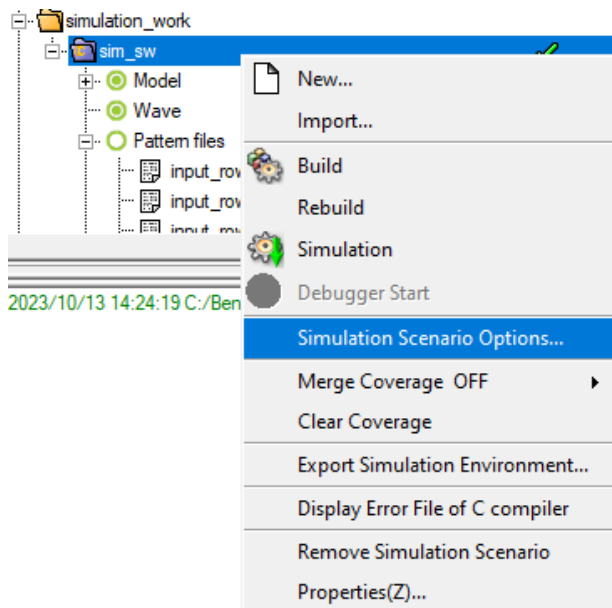 simulation_work
sim_sw
Model
Wave
Pattern files
input_row
input_row
2023/10/13 14:24:19 C:/Ben
New...
Import...
Build
Rebuild
Simulation
Debugger Start
Simulation Scenario Options...
Merge Coverage OFF
Clear Coverage
Export Simulation Environment...
Display Error File of C compiler
Remove Simulation Scenario
Properties(Z)...